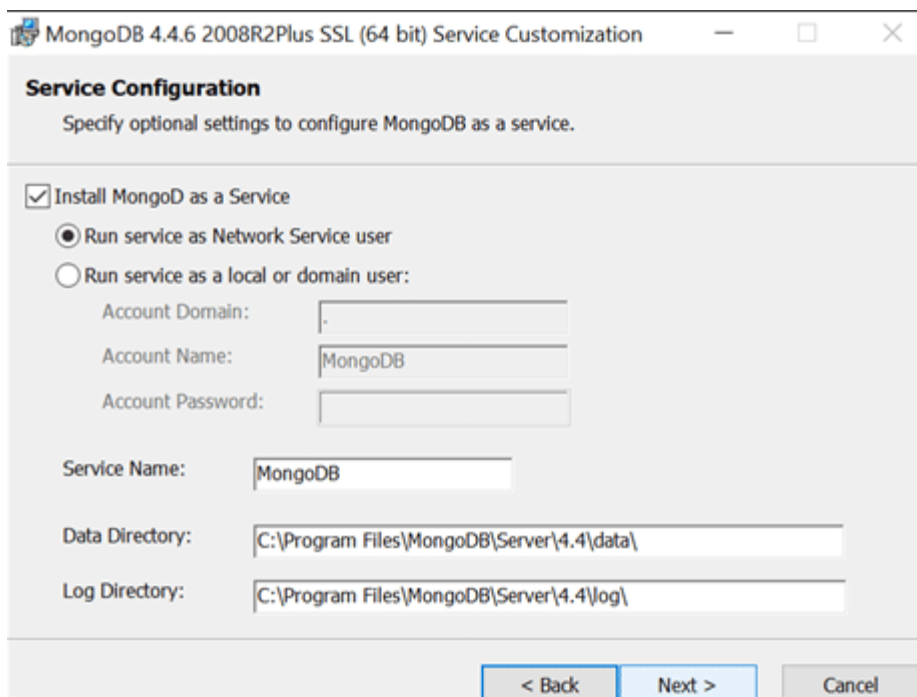 MongoDB 4.4.6 2008R2Plus SSL (64 bit) Service Customization
Service Configuration
Specify optional settings to configure MongoDB as a service.
Install MongoD as a Service
Run service as Network Service user
Run service as a local or domain user:
Account Domain: .
Account Name: MongoDB
Account Password:
Service Name: MongoDB
Data Directory: C:\Program Files\MongoDB\Server\4.4\data\
Log Directory: C:\Program Files\MongoDB\Server\4.4\log\
< Back Next > Cancel